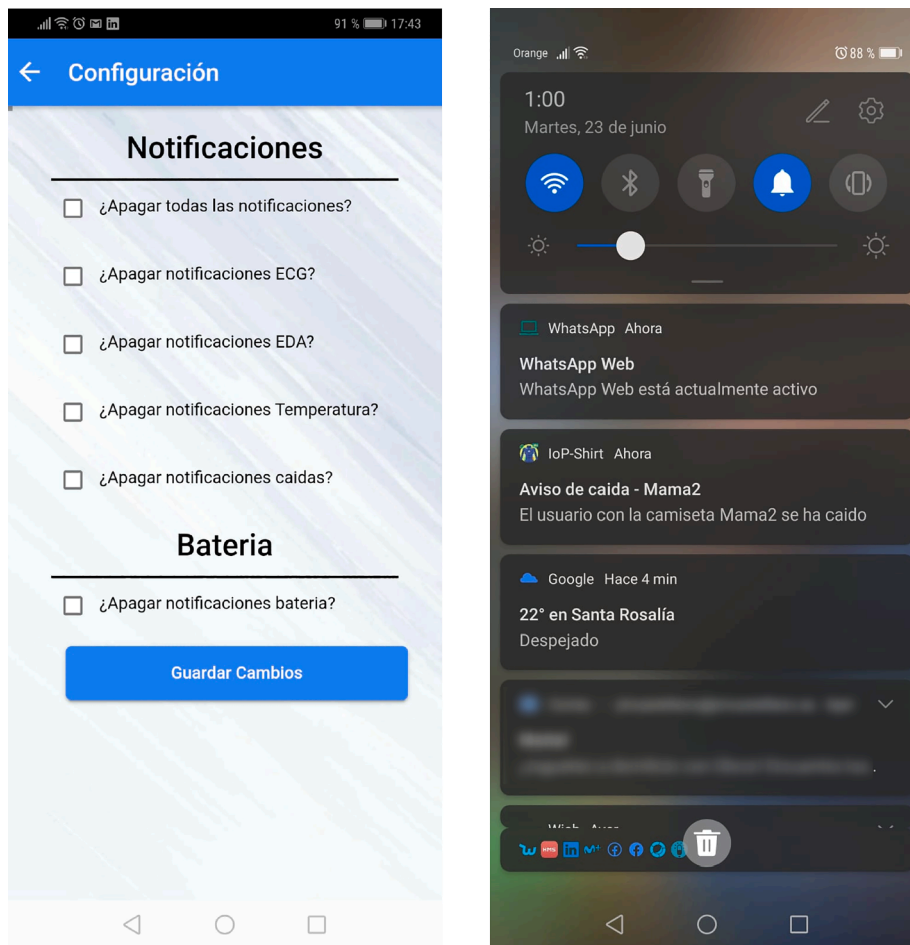 91 % 17:43
Configuración
Notificaciones
¿Apagar todas las notificaciones?
¿Apagar notificaciones ECG?
¿Apagar notificaciones EDA?
¿Apagar notificaciones Temperatura?
¿Apagar notificaciones caidas?
Bateria
¿Apagar notificaciones bateria?
Guardar Cambios
Orange 88 %
1:00
Martes, 23 de junio
WhatsApp Ahora
WhatsApp Web
WhatsApp Web está actualmente activo
IoP-Shirt Ahora
Aviso de caida - Mama2
El usuario con la camiseta Mama2 se ha caido
Google Hace 4 min
22° en Santa Rosalía
Despejado